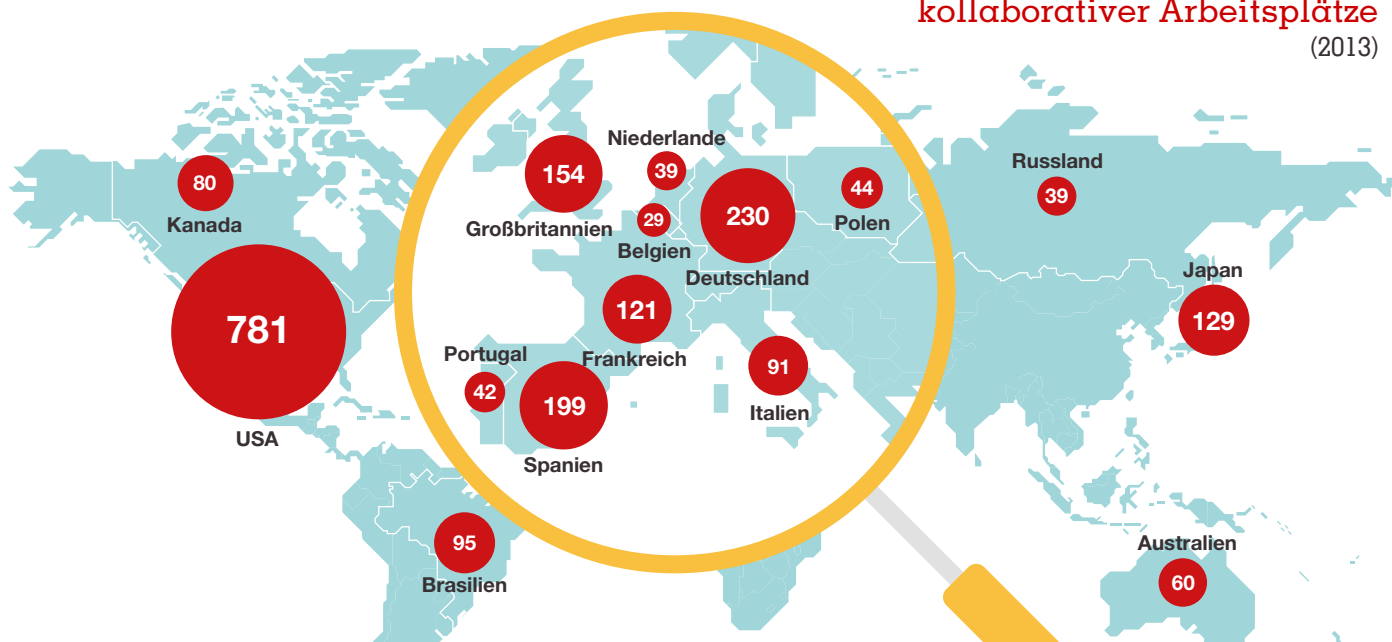 kollaborativer Arbeitsplätze
(2013)
80
Kanada
781
USA
95
Brasilien
154
Großbritannien
Niederlande
39
29
Belgien
230
Deutschland
44
Polen
121
Frankreich
Portugal
42
199
Spanien
91
Italien
Russland
39
Japan
129
Australien
60